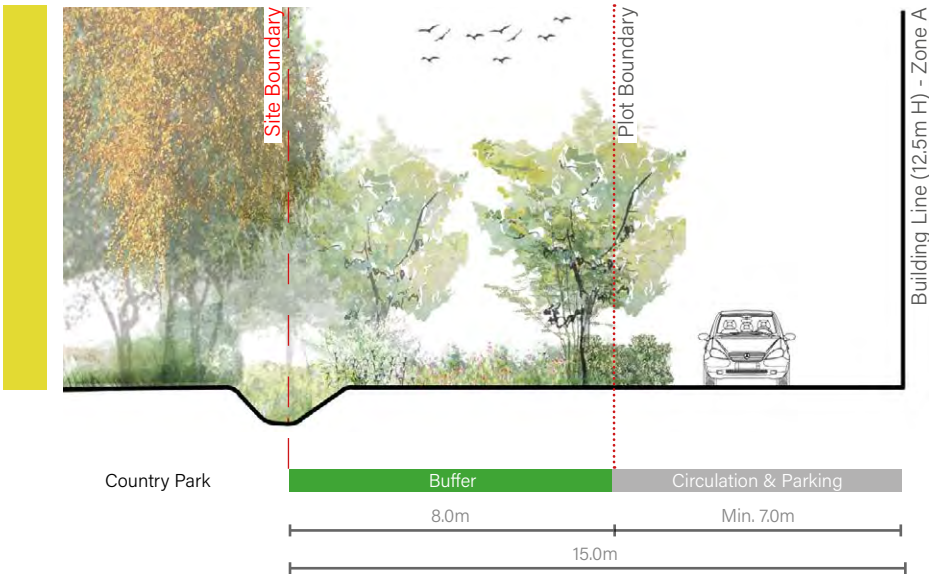 Site Boundary
Plot Boundary
Building Line (12.5m H) - Zone A
Country Park
Buffer
Circulation & Parking
8.0m
Min. 7.0m
15.0m